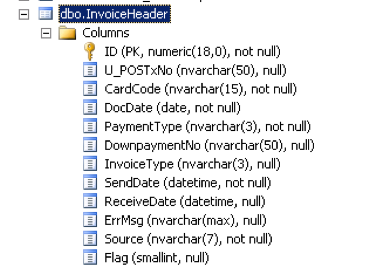 dbo.InvoiceHeader
Columns
ID (PK, numeric(18,0), not null)
U_POSTxNo (nvarchar(50), null)
CardCode (nvarchar(15), not null)
DocDate (date, not null)
PaymentType (nvarchar(3), not null)
DownpaymentNo (nvarchar(50), null)
InvoiceType (nvarchar(3), null)
SendDate (datetime, not null)
ReceiveDate (datetime, null)
ErrMsg (nvarchar(max), null)
Source (nvarchar(7), not null)
Flag (smallint, null)